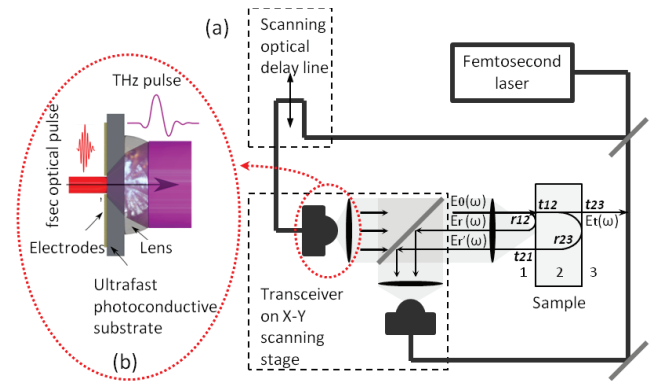 (a)
Scanning
optical
delay line
Femtosecond
laser
THz pulse
fsec optical pulse
Electrodes
Lens
Ultrafast
photoconductive
substrate
(b)
Eθ(ω)
Er(ω)
Er′(ω)
t12
t23
r12
Et(ω)
r23
t21
1 2 3
Sample
Transceiver
on X-Y
scanning
stage